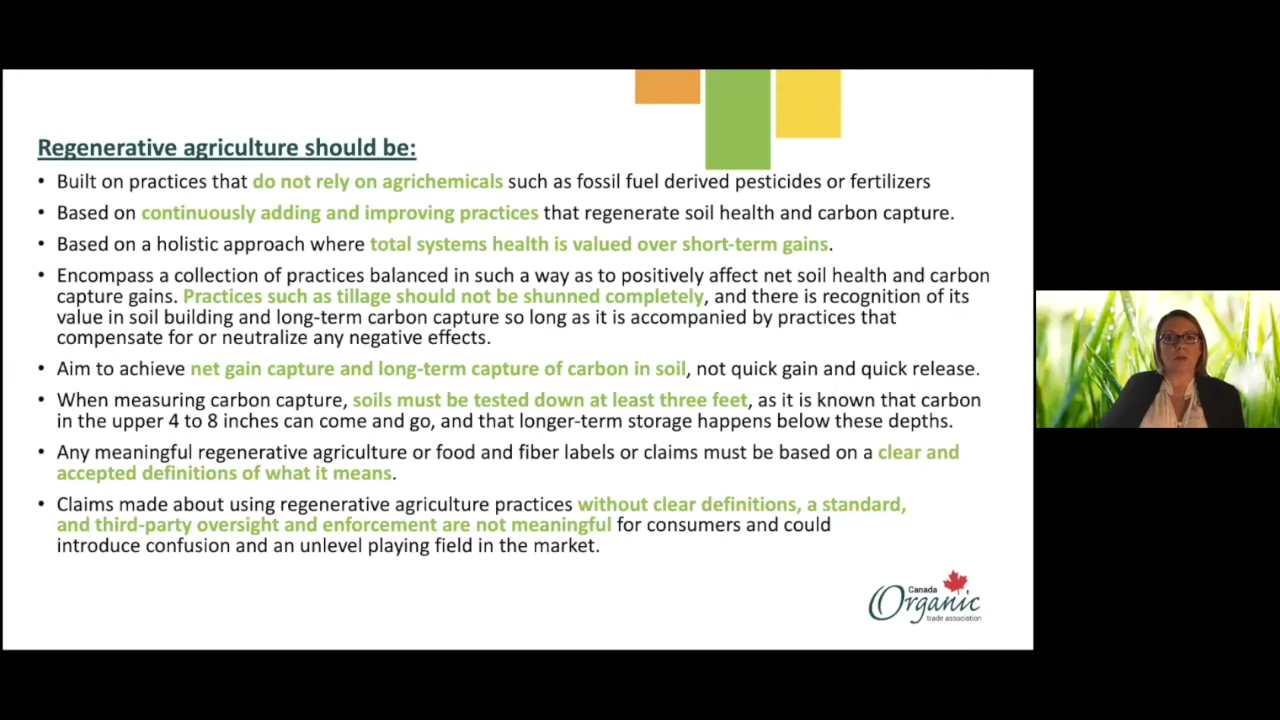 Regenerative agriculture should be:
• Built on practices that do not rely on agrichemicals such as fossil fuel derived pesticides or fertilizers
• Based on continuously adding and improving practices that regenerate soil health and carbon capture.
• Based on a holistic approach where total systems health is valued over short-term gains.
• Encompass a collection of practices balanced in such a way as to positively affect net soil health and carbon
capture gains. Practices such as tillage should not be shunned completely, and there is recognition of its
value in soil building and long-term carbon capture so long as it is accompanied by practices that
compensate for or neutralize any negative effects.
• Aim to achieve net gain capture and long-term capture of carbon in soil, not quick gain and quick release.
• When measuring carbon capture, soils must be tested down at least three feet, as it is known that carbon
in the upper 4 to 8 inches can come and go, and that longer-term storage happens below these depths.
• Any meaningful regenerative agriculture or food and fiber labels or claims must be based on a clear and
accepted definitions of what it means.
• Claims made about using regenerative agriculture practices without clear definitions, a standard,
and third-party oversight and enforcement are not meaningful for consumers and could
introduce confusion and an unlevel playing field in the market.
Canada
Organic
trade association